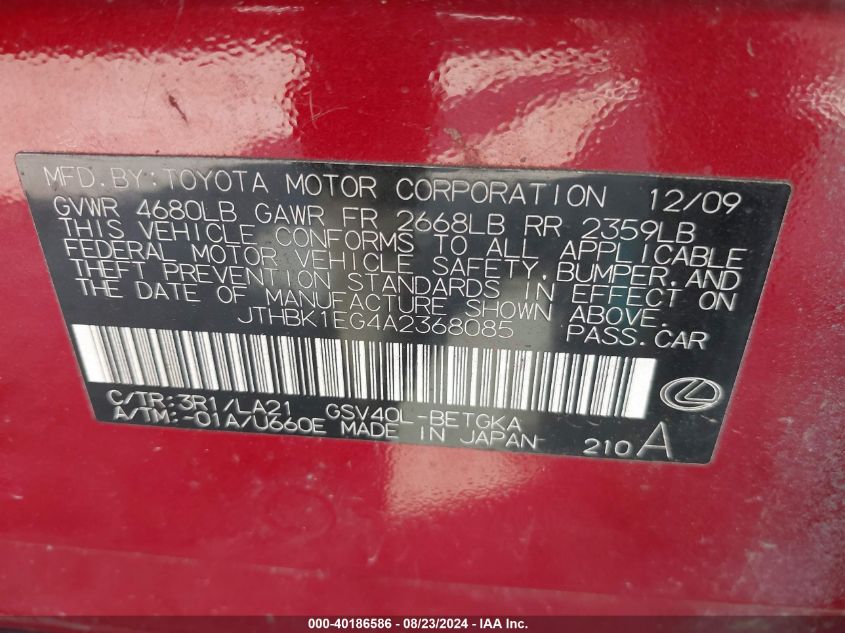 MFD. BY: TOYOTA MOTOR CORPORATION 12/09
GVWR 4680LB GAWR FR 2668LB RR 2359LB
THIS VEHICLE CONFORMS TO ALL APPLICABLE
FEDERAL MOTOR VEHICLE SAFETY, BUMPER, AND
THEFT PREVENTION STANDARDS IN EFFECT ON
THE DATE OF MANUFACTURE SHOWN ABOVE.
JTHBK1EG4A2368085 PASS. CAR
C/TR: 3R1/LA21 GSV40L-BETGKA
A/TM: -01A/U660E MADE IN JAPAN 210 A
000-40186586 - 08/23/2024 - IAA Inc.